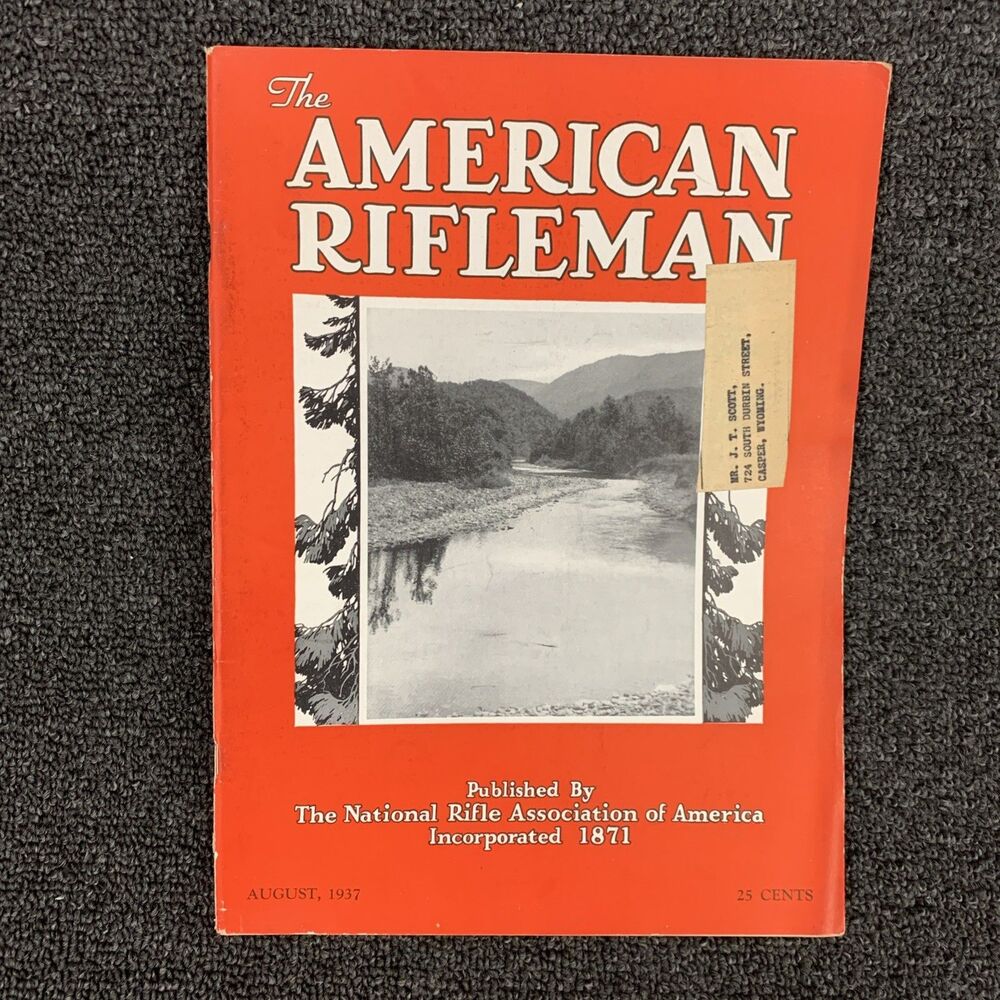 The
AMERICAN
RIFLEMAN
MR. J. T. SCOTT,
724 SOUTH DURBIN STREET,
CASPER, WYOMING.
Published By
The National Rifle Association of America
Incorporated 1871
AUGUST, 1937
25 CENTS